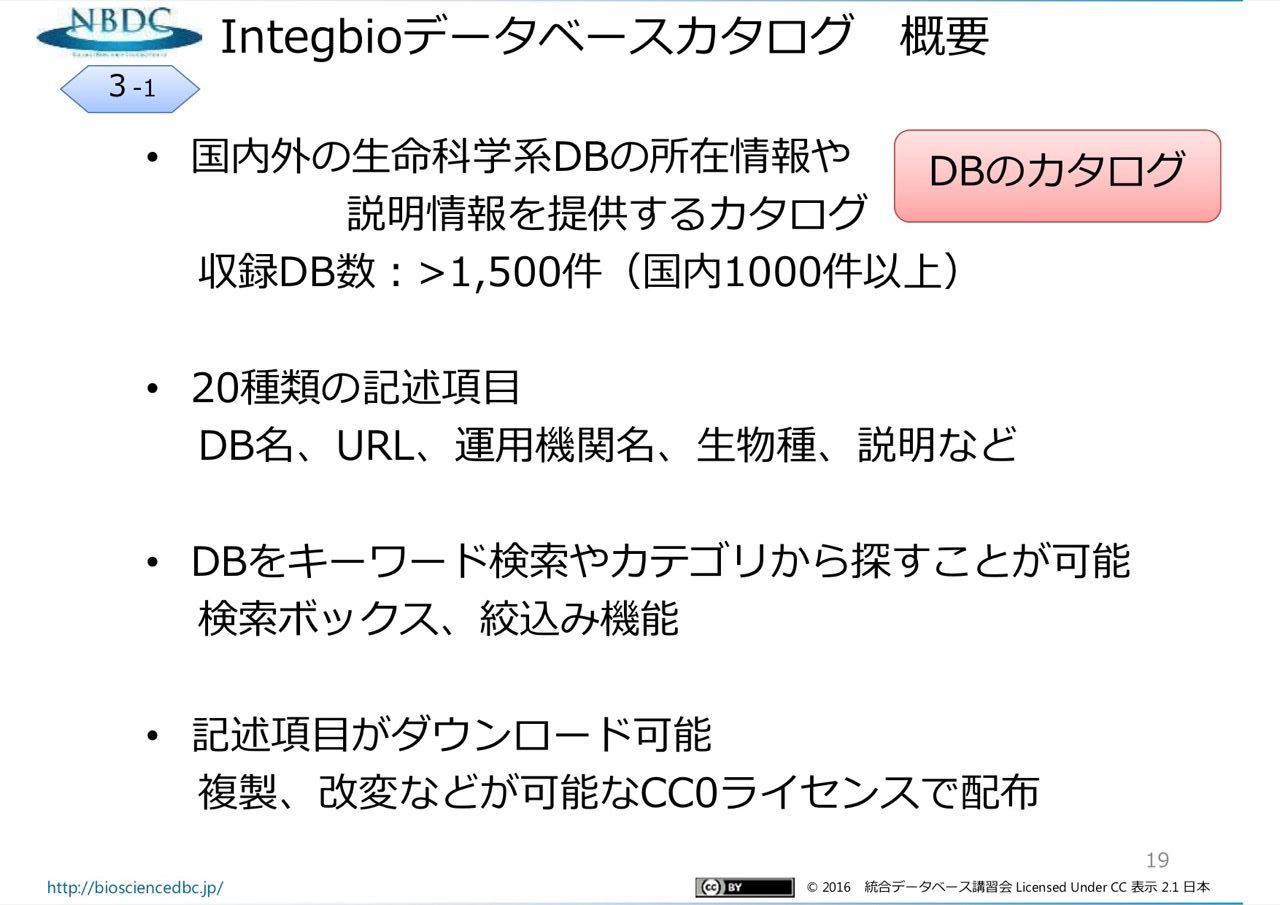 NBDC
Integbioデータベースカタログ　概要
３-1
• 国内外の生命科学系DBの所在情報や
説明情報を提供するカタログ
DBのカタログ
収録DB数：>1,500件（国内1000件以上）
• 20種類の記述項目
DB名、URL、運用機関名、生物種、説明など
• DBをキーワード検索やカテゴリから探すことが可能
検索ボックス、絞込み機能
• 記述項目がダウンロード可能
複製、改変などが可能なCC0ライセンスで配布
19
http://biosciencedbc.jp/
cc BY
© 2016　統合データベース講習会 Licensed Under CC 表示 2.1 日本